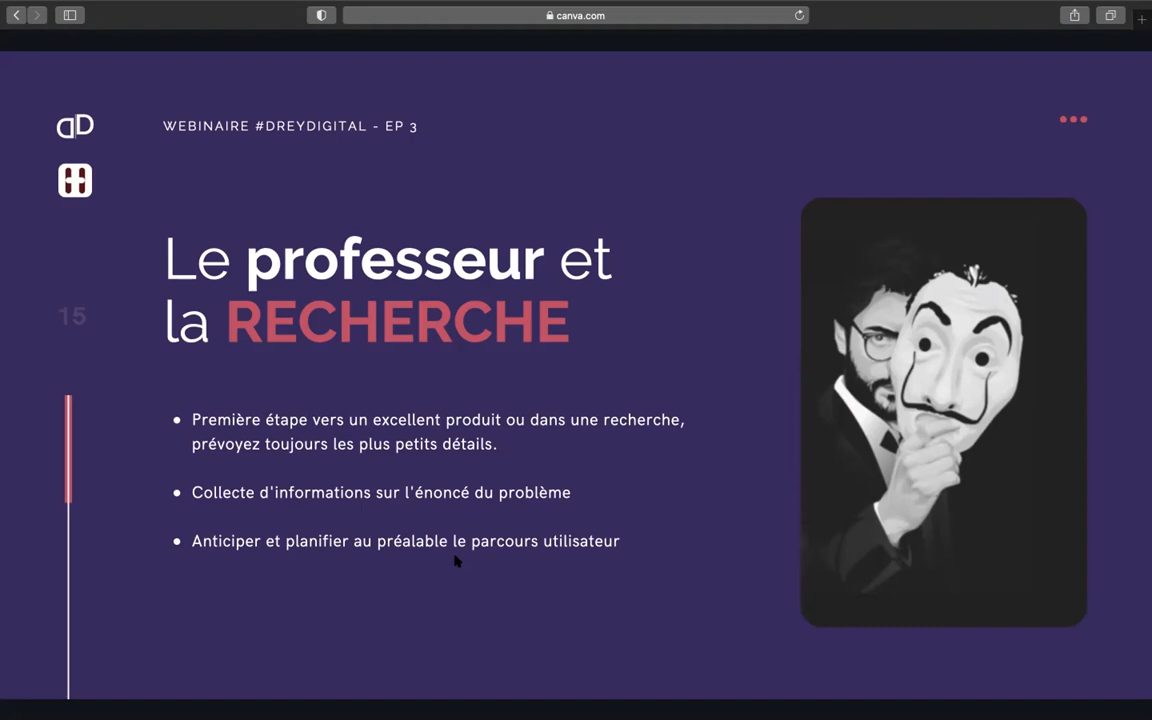 canva.com
WEBINAIRE #DREYDIGITAL - EP 3
Le professeur et
la RECHERCHE
15
• Première étape vers un excellent produit ou dans une recherche,
prévoyez toujours les plus petits détails.
• Collecte d'informations sur l'énoncé du problème
• Anticiper et planifier au préalable le parcours utilisateur